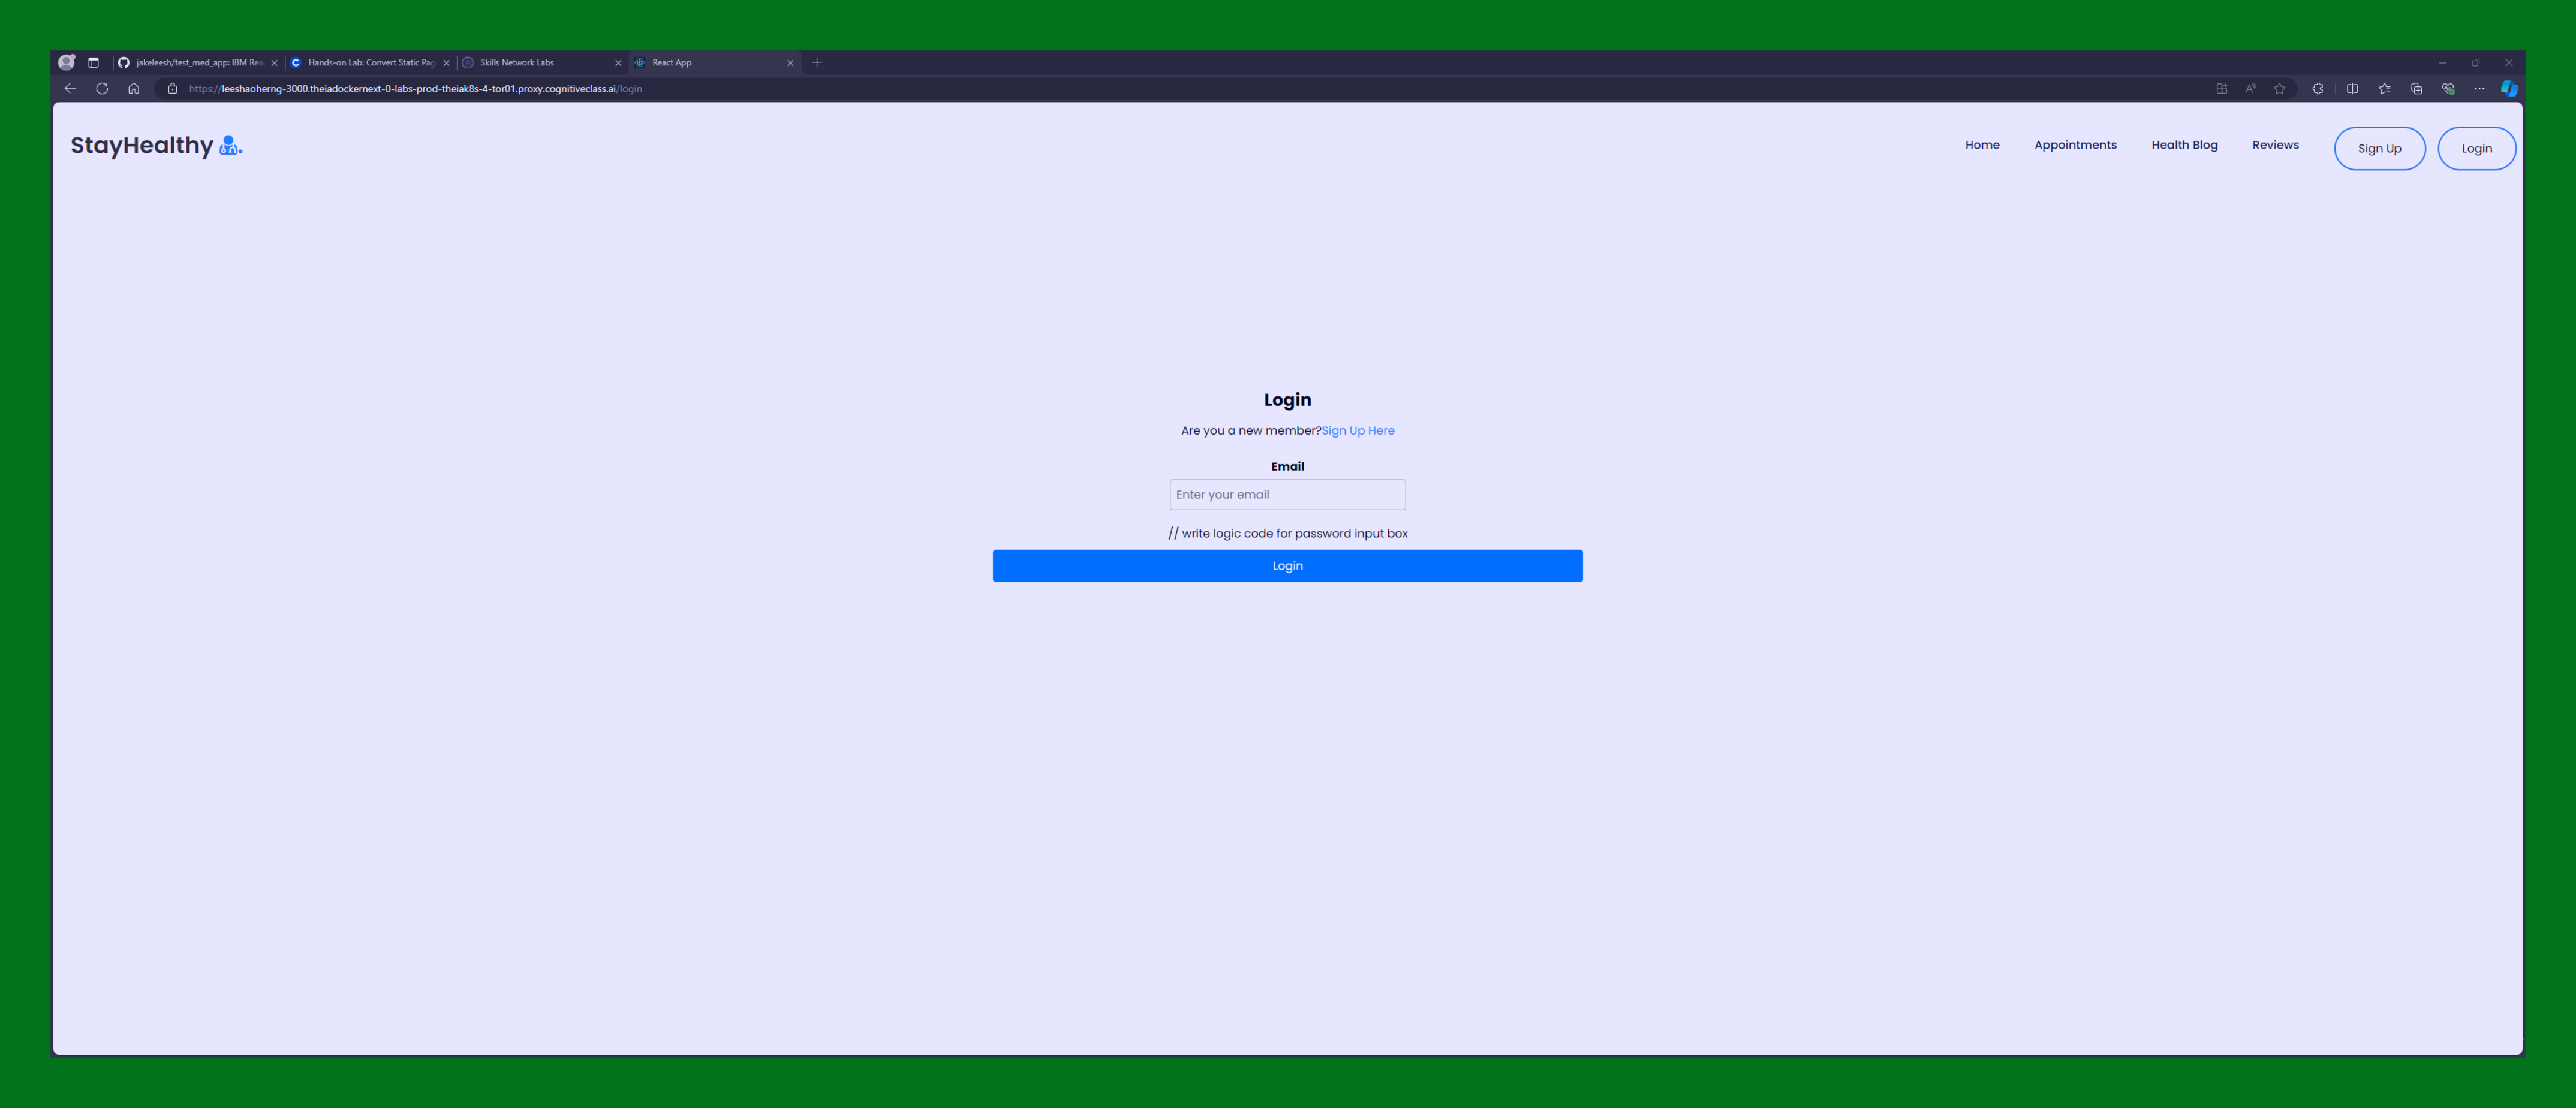 jakeleesh/test_med_app: IBM Rea
Hands-on Lab: Convert Static Pag
Skills Network Labs
React App
https://leeshaoherng-3000.theiadockernext-0-labs-prod-theiak8s-4-tor01.proxy.cognitiveclass.ai/login
StayHealthy
Home
Appointments
Health Blog
Reviews
Sign Up
Login
Login
Are you a new member?Sign Up Here
Email
Enter your email
// write logic code for password input box
Login